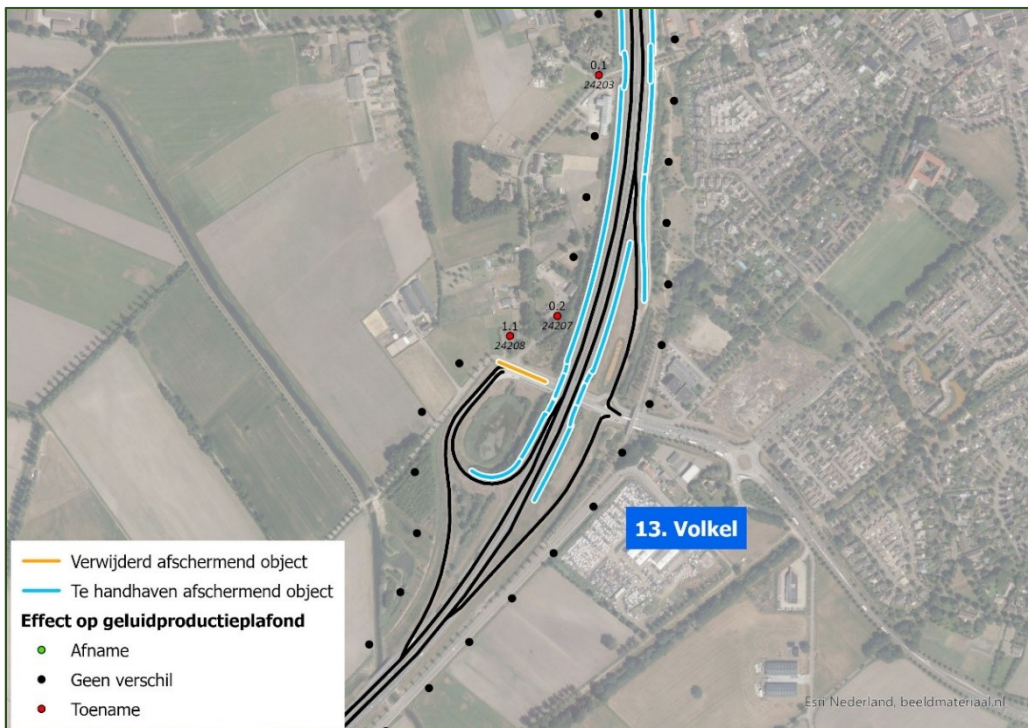 0.1
24203
0.2
24207
1.1
24208
13. Volkel
Verwijderd afschermend object
Te handhaven afschermend object
Effect op geluidproductieplafond
Afname
Geen verschil
Toename
Esri Nederland, beeldmateriaal.nl